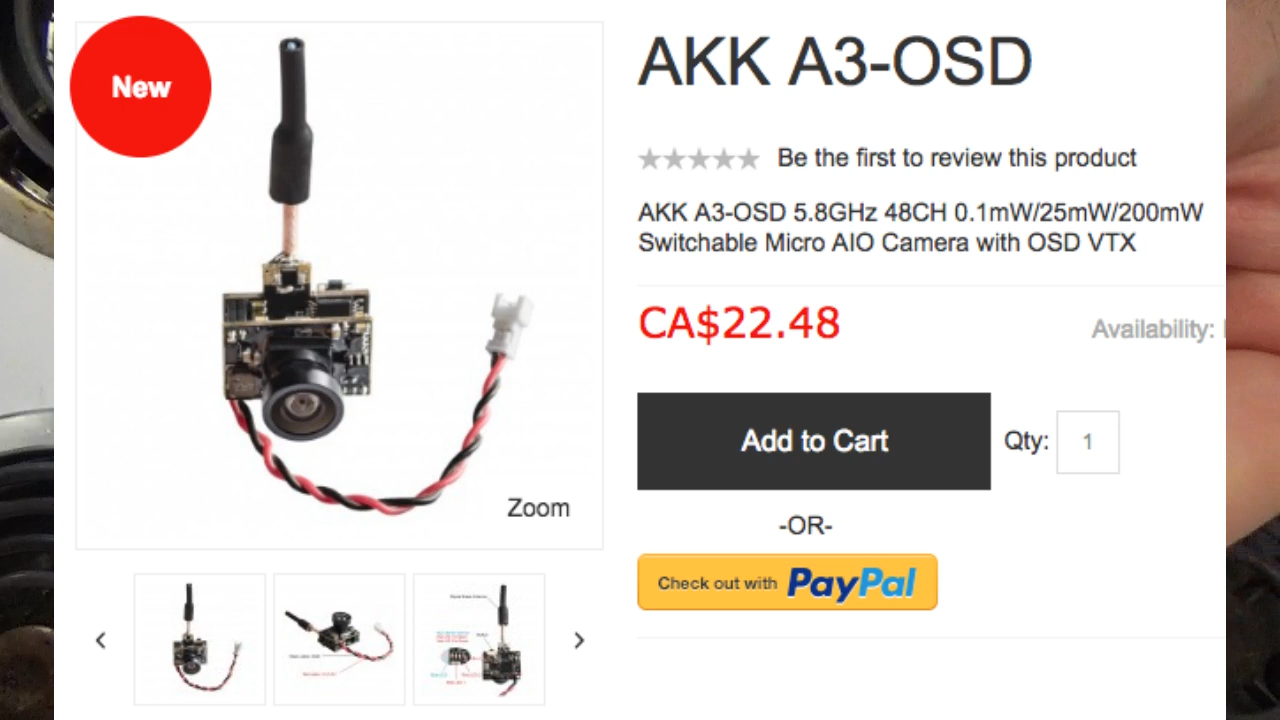 New
Zoom
AKK A3-OSD
Be the first to review this product
AKK A3-OSD 5.8GHz 48CH 0.1mW/25mW/200mW
Switchable Micro AIO Camera with OSD VTX
CA$22.48
Availability:
Add to Cart
Qty: 1
-OR-
Check out with PayPal